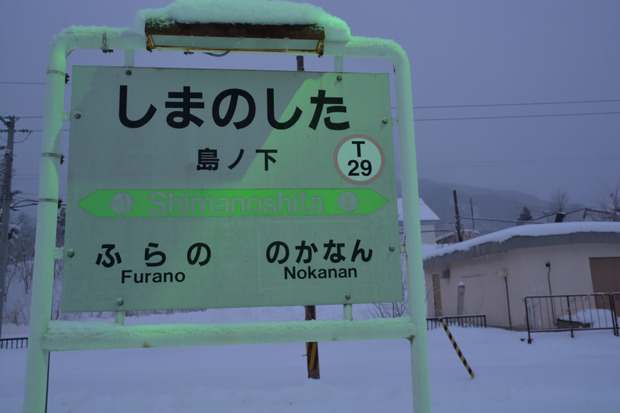 しまのした
島ノ下
T
29
Shimanoshita
ふらの のかなん
Furano Nokanan